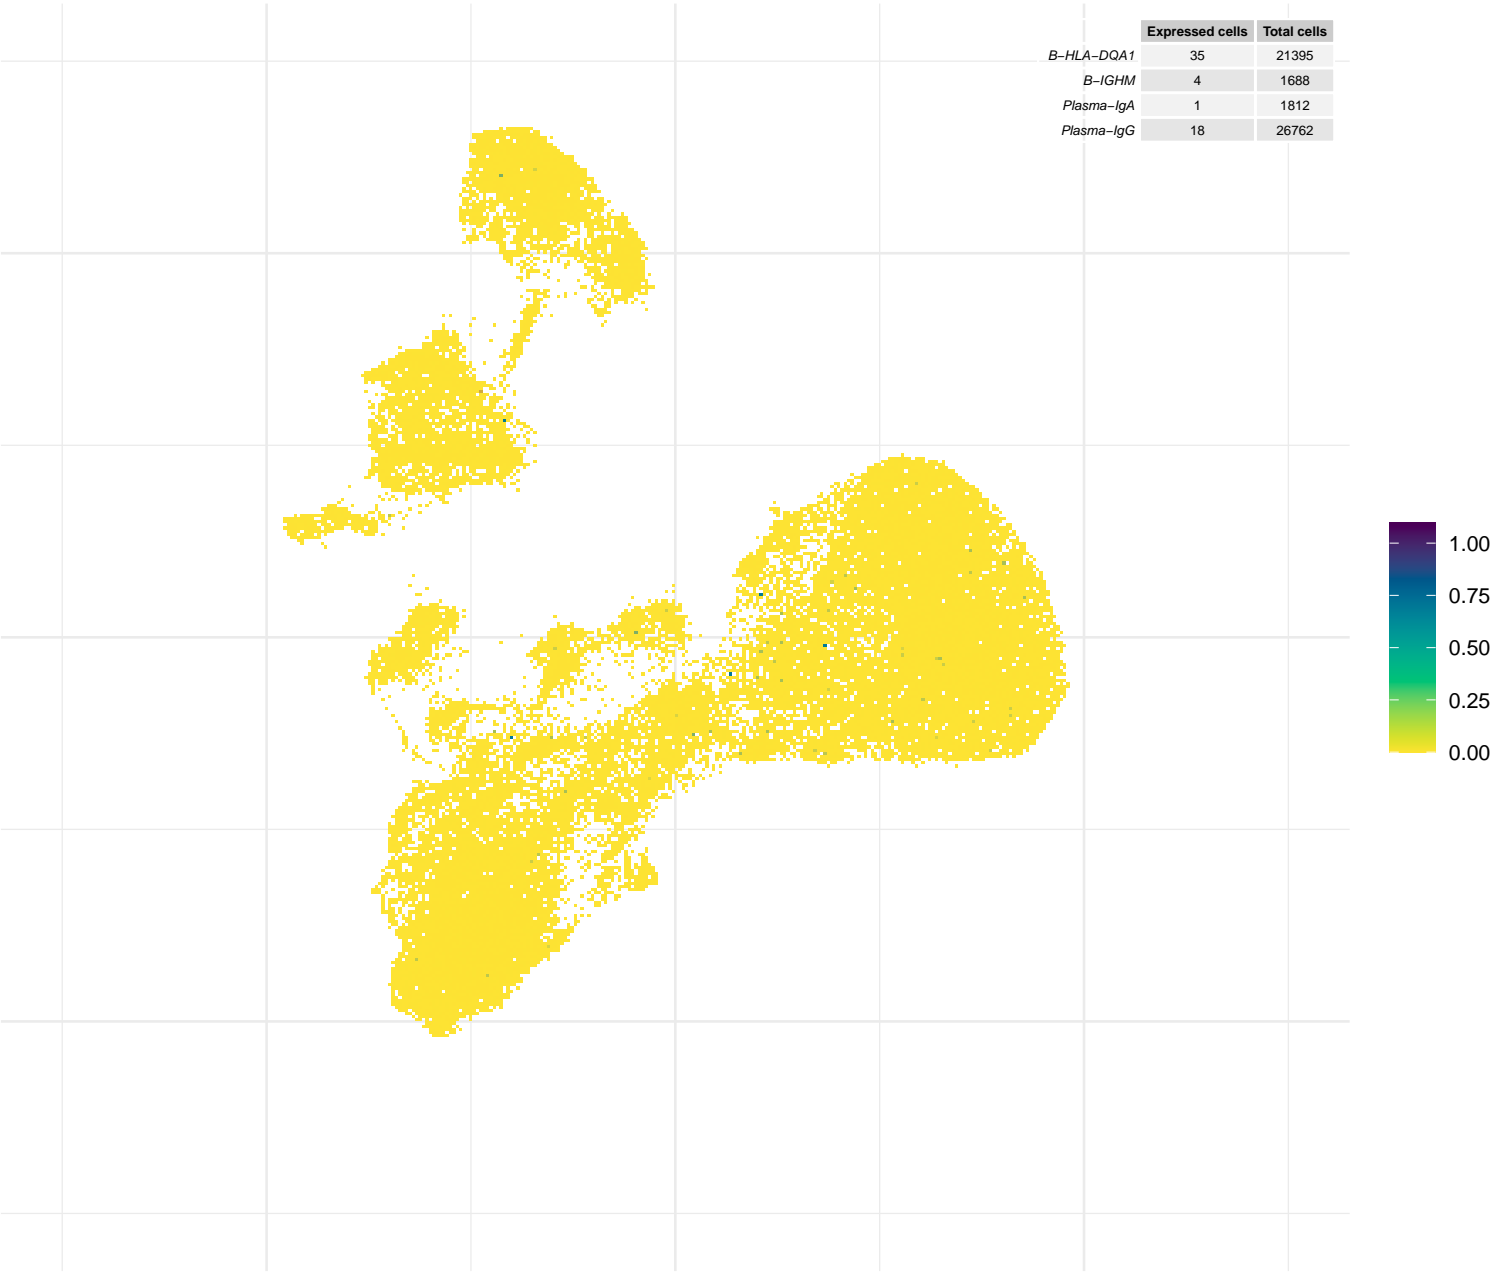 Expressed cells Total cells
B−HLA−DQA1 35 21395
B−IGHM 4 1688
Plasma−IgA 1 1812
Plasma−IgG 18 26762
1.00
0.75
0.50
0.25
0.00